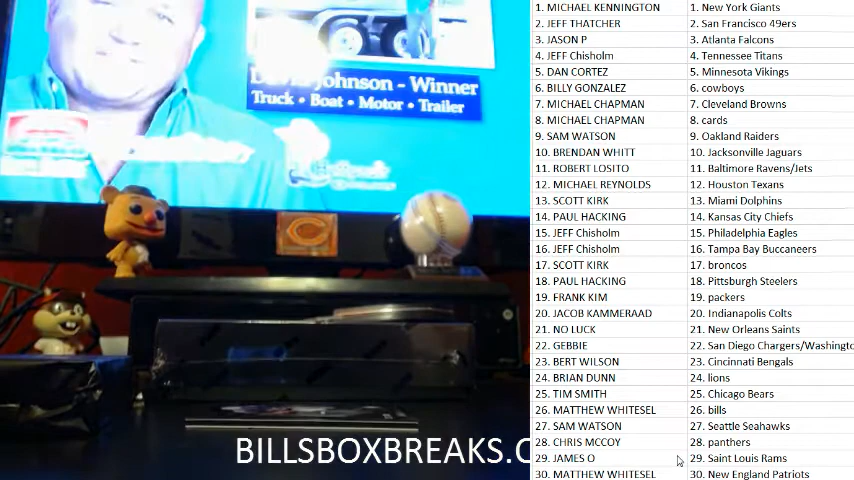 Johnson - Winner
Truck • Boat • Motor • Trailer
BILLSBOXBREAKS.C
1. MICHAEL KENNINGTON 1. New York Giants
2. JEFF THATCHER 2. San Francisco 49ers
3. JASON P 3. Atlanta Falcons
4. JEFF Chisholm 4. Tennessee Titans
5. DAN CORTEZ 5. Minnesota Vikings
6. BILLY GONZALEZ 6. cowboys
7. MICHAEL CHAPMAN 7. Cleveland Browns
8. MICHAEL CHAPMAN 8. cards
9. SAM WATSON 9. Oakland Raiders
10. BRENDAN WHITT 10. Jacksonville Jaguars
11. ROBERT LOSITO 11. Baltimore Ravens/Jets
12. MICHAEL REYNOLDS 12. Houston Texans
13. SCOTT KIRK 13. Miami Dolphins
14. PAUL HACKING 14. Kansas City Chiefs
15. JEFF Chisholm 15. Philadelphia Eagles
16. JEFF Chisholm 16. Tampa Bay Buccaneers
17. SCOTT KIRK 17. broncos
18. PAUL HACKING 18. Pittsburgh Steelers
19. FRANK KIM 19. packers
20. JACOB KAMMERAAD 20. Indianapolis Colts
21. NO LUCK 21. New Orleans Saints
22. GEBBIE 22. San Diego Chargers/Washingto
23. BERT WILSON 23. Cincinnati Bengals
24. BRIAN DUNN 24. lions
25. TIM SMITH 25. Chicago Bears
26. MATTHEW WHITESEL 26. bills
27. SAM WATSON 27. Seattle Seahawks
28. CHRIS MCCOY 28. panthers
29. JAMES O 29. Saint Louis Rams
30. MATTHEW WHITESEL 30. New England Patriots